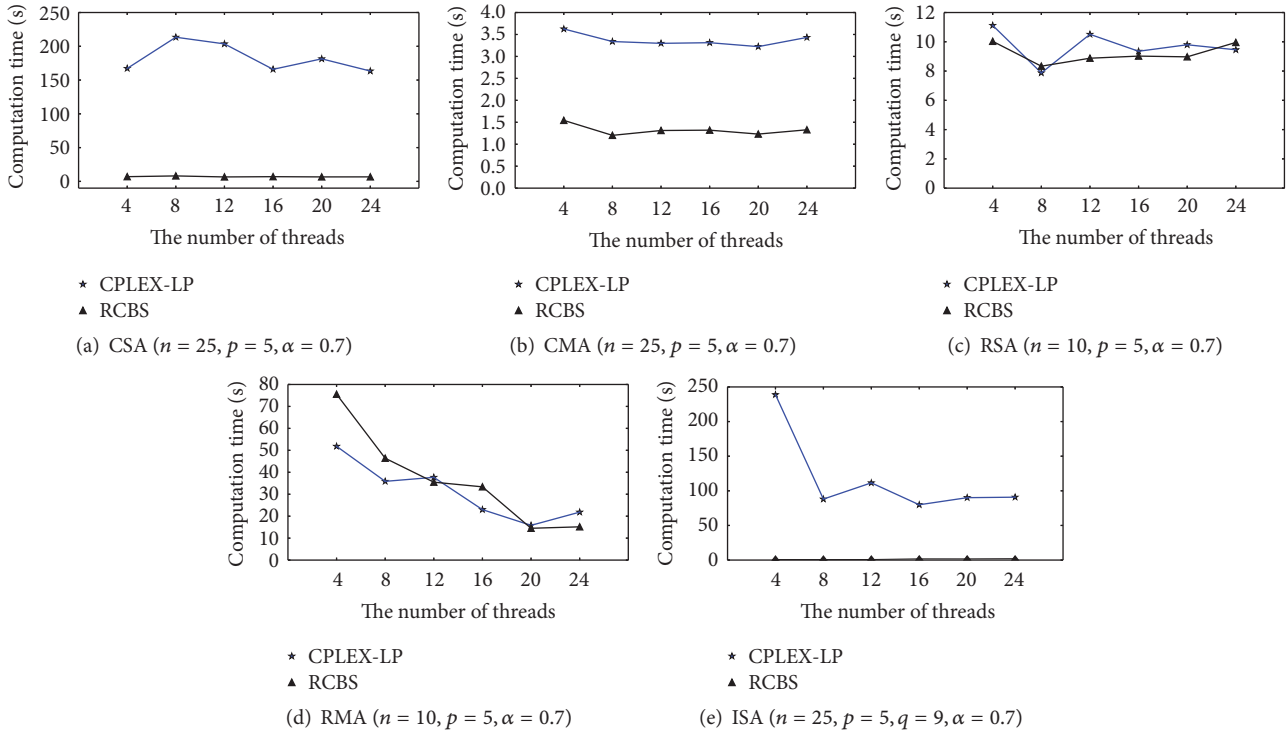 Computation time (s)
250
200
150
100
50
0
4 8 12 16 20 24
The number of threads
CPLEX-LP
RCBS
(a) CSA (n = 25, p = 5, α = 0.7)
Computation time (s)
4.0
3.5
3.0
2.5
2.0
1.5
1.0
0.5
0.0
4 8 12 16 20 24
The number of threads
CPLEX-LP
RCBS
(b) CMA (n = 25, p = 5, α = 0.7)
Computation time (s)
12
10
8
6
4
2
0
4 8 12 16 20 24
The number of threads
CPLEX-LP
RCBS
(c) RSA (n = 10, p = 5, α = 0.7)
Computation time (s)
80
70
60
50
40
30
20
10
0
4 8 12 16 20 24
The number of threads
CPLEX-LP
RCBS
(d) RMA (n = 10, p = 5, α = 0.7)
Computation time (s)
250
200
150
100
50
0
4 8 12 16 20 24
The number of threads
CPLEX-LP
RCBS
(e) ISA (n = 25, p = 5, q = 9, α = 0.7)